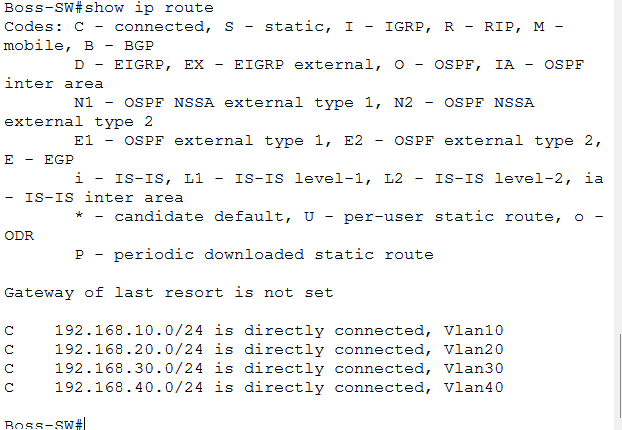 Boss-SW#show ip route
Codes: C - connected, S - static, I - IGRP, R - RIP, M -
mobile, B - BGP
       D - EIGRP, EX - EIGRP external, O - OSPF, IA - OSPF
inter area
       N1 - OSPF NSSA external type 1, N2 - OSPF NSSA
external type 2
       E1 - OSPF external type 1, E2 - OSPF external type 2,
E - EGP
       i - IS-IS, L1 - IS-IS level-1, L2 - IS-IS level-2, ia
- IS-IS inter area
       * - candidate default, U - per-user static route, o -
ODR
       P - periodic downloaded static route

Gateway of last resort is not set

C    192.168.10.0/24 is directly connected, Vlan10
C    192.168.20.0/24 is directly connected, Vlan20
C    192.168.30.0/24 is directly connected, Vlan30
C    192.168.40.0/24 is directly connected, Vlan40

Boss-SW#